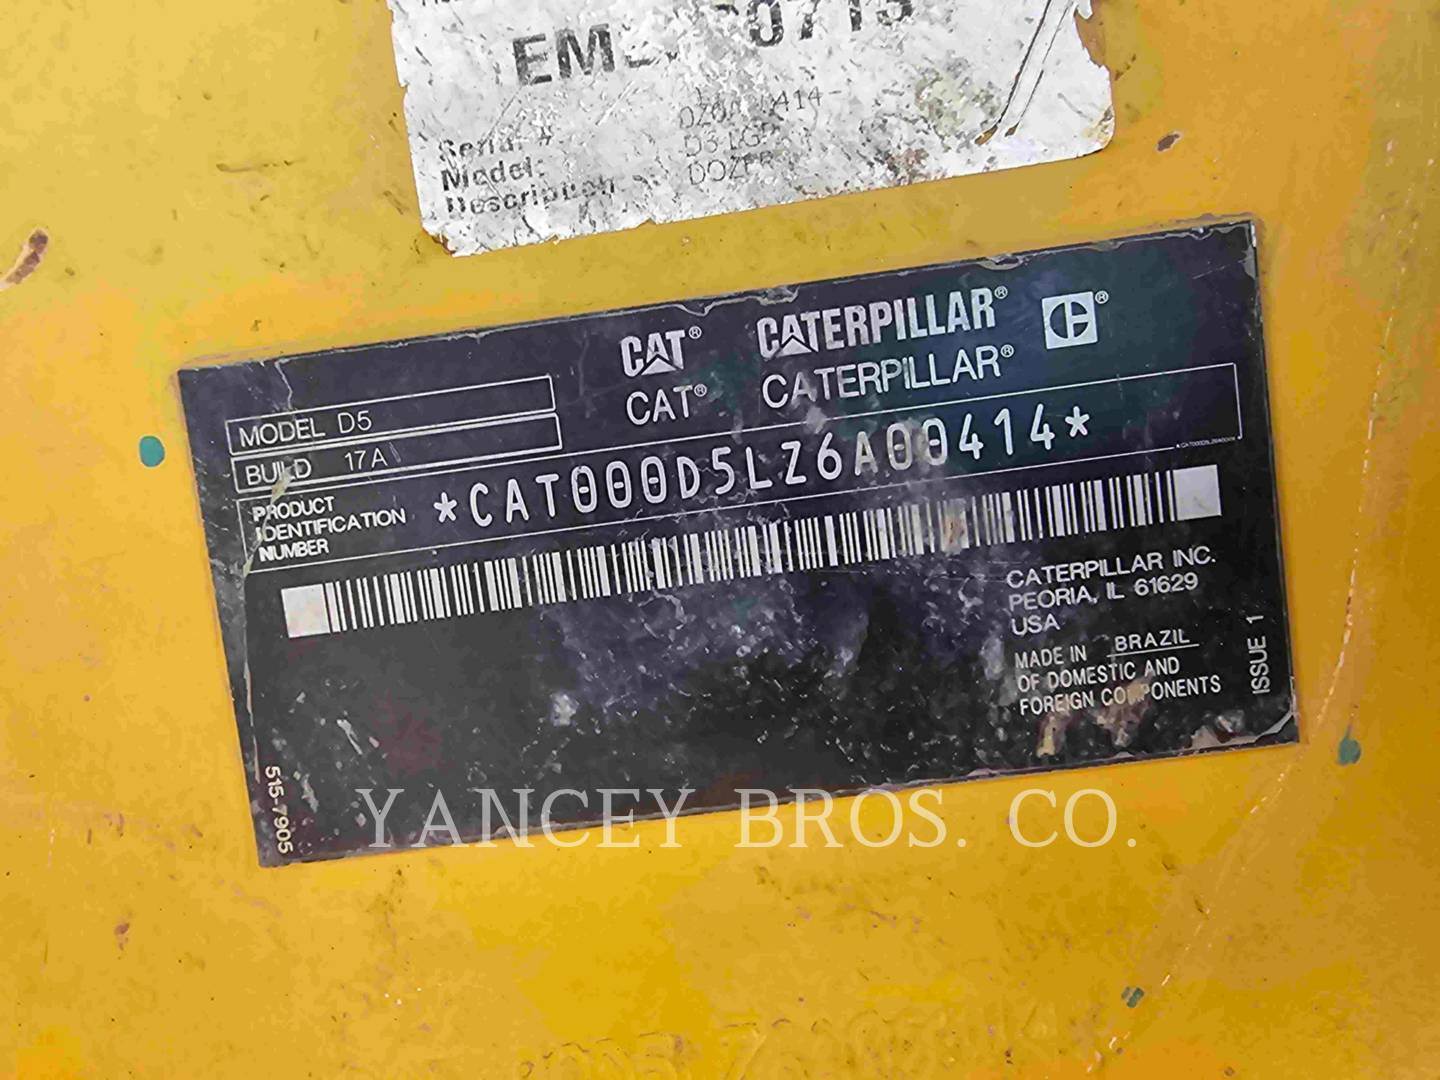 Serial #
Model:
Description:
DOZER
CAT® CATERPILLAR®
CAT® CATERPILLAR®
MODEL D5
BUILD 17A
PRODUCT
IDENTIFICATION
NUMBER
*CAT000D5LZ6A00414*
CATERPILLAR INC.
PEORIA, IL 61629
USA
MADE IN BRAZIL
OF DOMESTIC AND
FOREIGN COMPONENTS
ISSUE 1
515-7905
YANCEY BROS. CO.